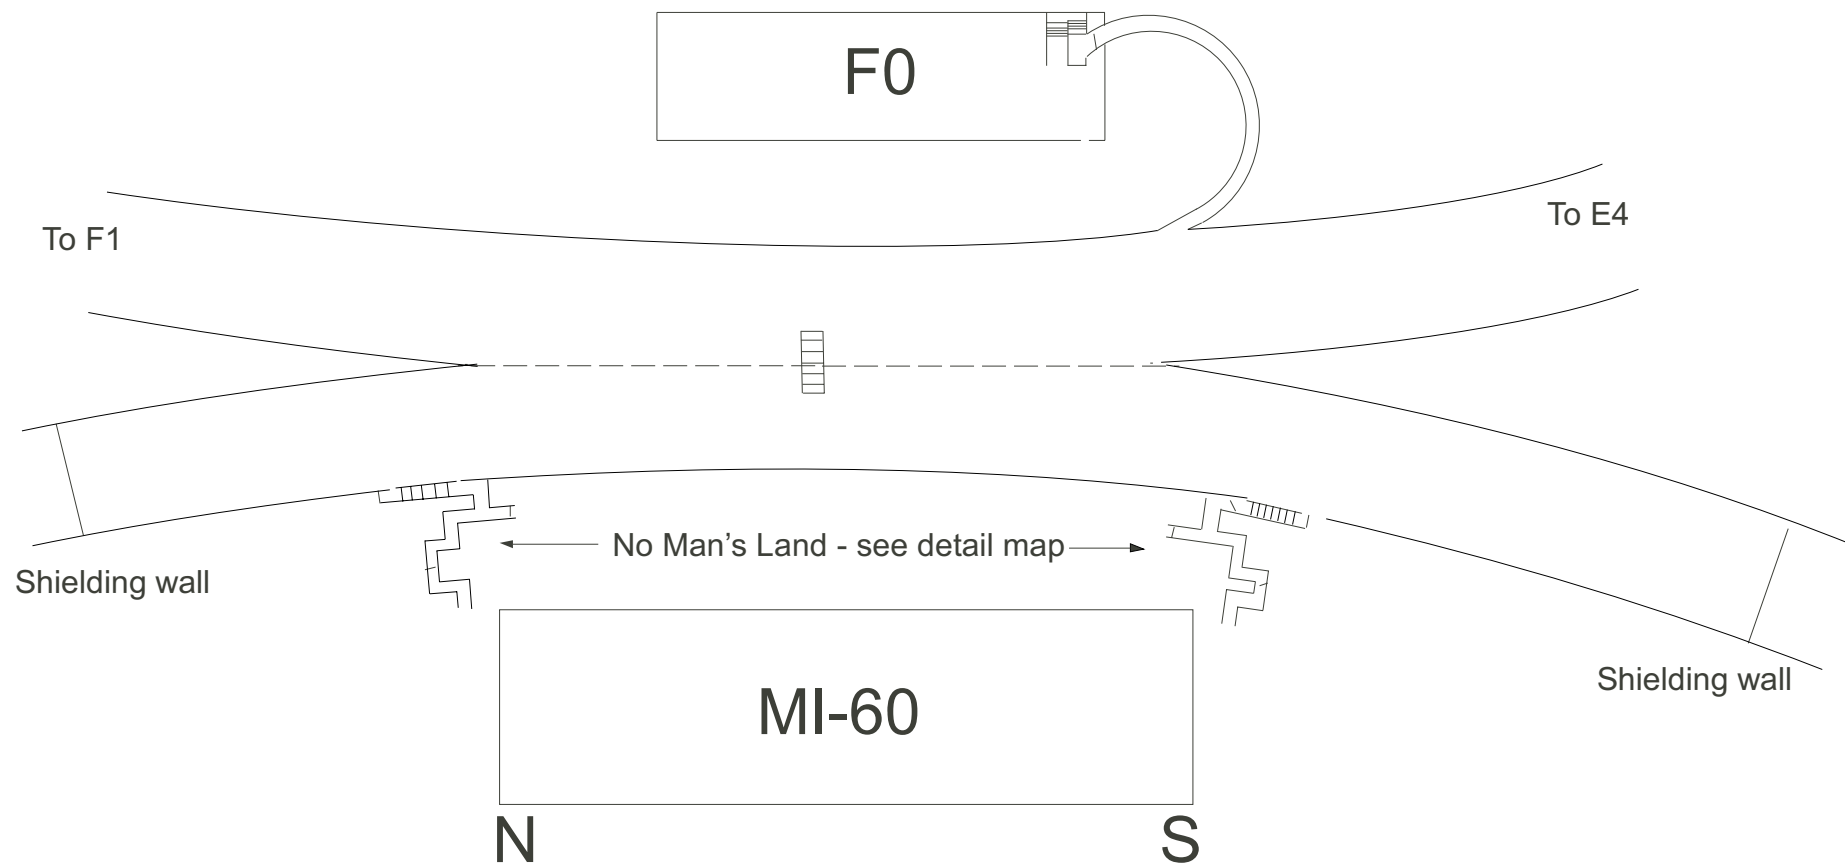 F0
To F1
To E4
No Man's Land - see detail map
Shielding wall
Shielding wall
MI-60
N
S